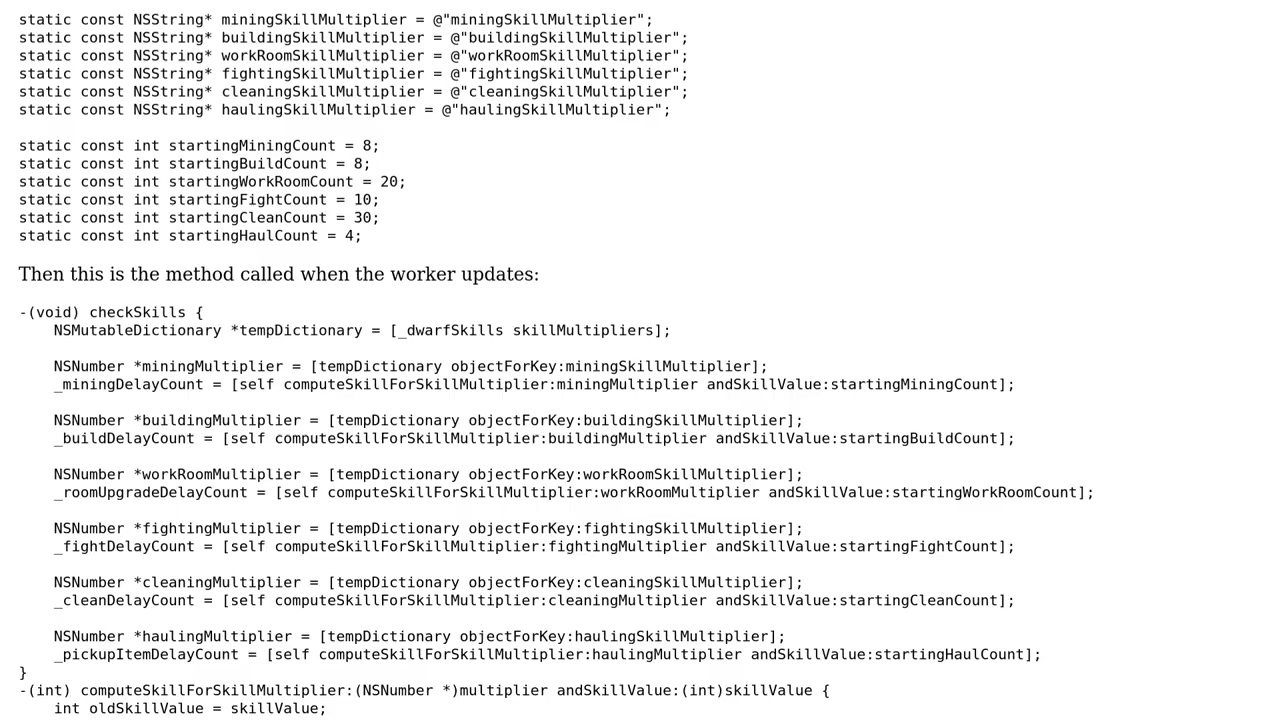 static const NSString* miningSkillMultiplier = @"miningSkillMultiplier";
static const NSString* buildingSkillMultiplier = @"buildingSkillMultiplier";
static const NSString* workRoomSkillMultiplier = @"workRoomSkillMultiplier";
static const NSString* fightingSkillMultiplier = @"fightingSkillMultiplier";
static const NSString* cleaningSkillMultiplier = @"cleaningSkillMultiplier";
static const NSString* haulingSkillMultiplier = @"haulingSkillMultiplier";

static const int startingMiningCount = 8;
static const int startingBuildCount = 8;
static const int startingWorkRoomCount = 20;
static const int startingFightCount = 10;
static const int startingCleanCount = 30;
static const int startingHaulCount = 4;

Then this is the method called when the worker updates:

-(void) checkSkills {
    NSMutableDictionary *tempDictionary = [_dwarfSkills skillMultipliers];

    NSNumber *miningMultiplier = [tempDictionary objectForKey:miningSkillMultiplier];
    _miningDelayCount = [self computeSkillForSkillMultiplier:miningMultiplier andSkillValue:startingMiningCount];

    NSNumber *buildingMultiplier = [tempDictionary objectForKey:buildingSkillMultiplier];
    _buildDelayCount = [self computeSkillForSkillMultiplier:buildingMultiplier andSkillValue:startingBuildCount];

    NSNumber *workRoomMultiplier = [tempDictionary objectForKey:workRoomSkillMultiplier];
    _roomUpgradeDelayCount = [self computeSkillForSkillMultiplier:workRoomMultiplier andSkillValue:startingWorkRoomCount];

    NSNumber *fightingMultiplier = [tempDictionary objectForKey:fightingSkillMultiplier];
    _fightDelayCount = [self computeSkillForSkillMultiplier:fightingMultiplier andSkillValue:startingFightCount];

    NSNumber *cleaningMultiplier = [tempDictionary objectForKey:cleaningSkillMultiplier];
    _cleanDelayCount = [self computeSkillForSkillMultiplier:cleaningMultiplier andSkillValue:startingCleanCount];

    NSNumber *haulingMultiplier = [tempDictionary objectForKey:haulingSkillMultiplier];
    _pickupItemDelayCount = [self computeSkillForSkillMultiplier:haulingMultiplier andSkillValue:startingHaulCount];
}
-(int) computeSkillForSkillMultiplier:(NSNumber *)multiplier andSkillValue:(int)skillValue {
    int oldSkillValue = skillValue;